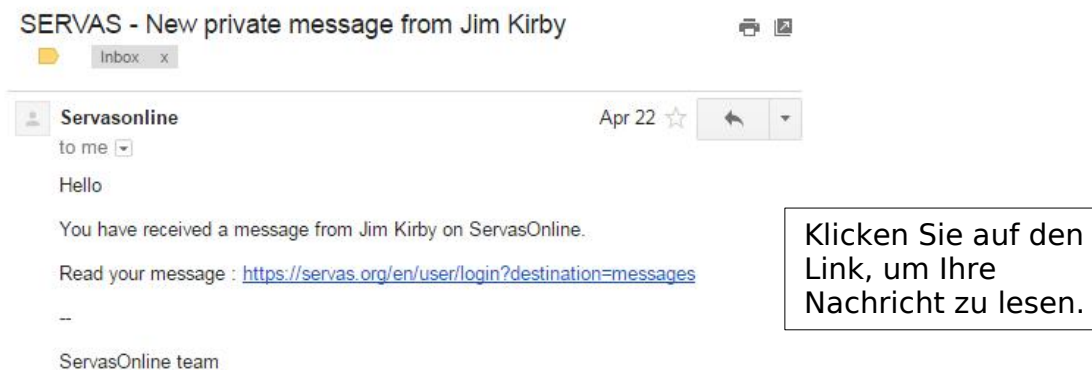 SERVAS - New private message from Jim Kirby
Inbox x
Servasonline
Apr 22
to me
Hello
You have received a message from Jim Kirby on ServasOnline.
Read your message : https://servas.org/en/user/login?destination=messages
--
ServasOnline team
Klicken Sie auf den
Link, um Ihre
Nachricht zu lesen.